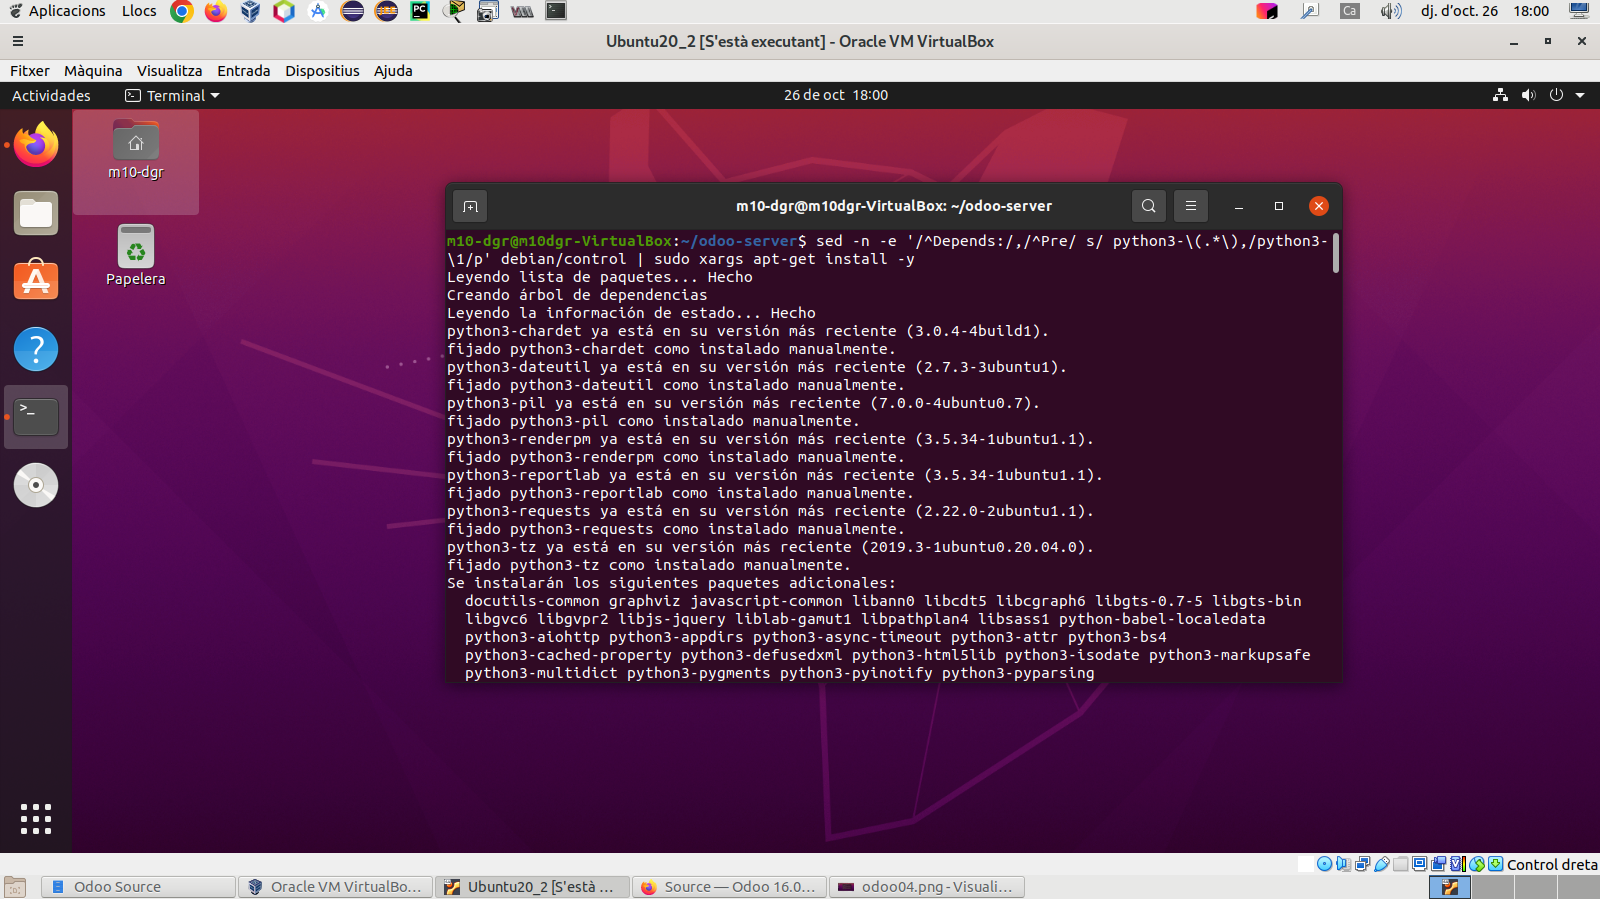 Aplicacions Llocs Ca dj. d'oct. 26 18:00
Ubuntu20_2 [S'està executant] - Oracle VM VirtualBox
Fitxer Màquina Visualitza Entrada Dispositius Ajuda
Actividades Terminal 26 de oct 18:00
m10-dgr
Papelera
m10-dgr@m10dgr-VirtualBox: ~/odoo-server
m10-dgr@m10dgr-VirtualBox:~/odoo-server$ sed -n -e '/^Depends:/,/^Pre/ s/ python3-\(.*\),/python3-
\1/p' debian/control | sudo xargs apt-get install -y
Leyendo lista de paquetes... Hecho
Creando árbol de dependencias
Leyendo la información de estado... Hecho
python3-chardet ya está en su versión más reciente (3.0.4-4build1).
fijado python3-chardet como instalado manualmente.
python3-dateutil ya está en su versión más reciente (2.7.3-3ubuntu1).
fijado python3-dateutil como instalado manualmente.
python3-pil ya está en su versión más reciente (7.0.0-4ubuntu0.7).
fijado python3-pil como instalado manualmente.
python3-renderpm ya está en su versión más reciente (3.5.34-1ubuntu1.1).
fijado python3-renderpm como instalado manualmente.
python3-reportlab ya está en su versión más reciente (3.5.34-1ubuntu1.1).
fijado python3-reportlab como instalado manualmente.
python3-requests ya está en su versión más reciente (2.22.0-2ubuntu1.1).
fijado python3-requests como instalado manualmente.
python3-tz ya está en su versión más reciente (2019.3-1ubuntu0.20.04.0).
fijado python3-tz como instalado manualmente.
Se instalarán los siguientes paquetes adicionales:
docutils-common graphviz javascript-common libann0 libcdt5 libcgraph6 libgts-0.7-5 libgts-bin
libgvc6 libgvpr2 libjs-jquery liblab-gamut1 libpathplan4 libsass1 python-babel-localedata
python3-aiohttp python3-appdirs python3-async-timeout python3-attr python3-bs4
python3-cached-property python3-defusedxml python3-html5lib python3-isodate python3-markupsafe
python3-multidict python3-pygments python3-pyinotify python3-pyparsing
Control dreta
Odoo Source Oracle VM VirtualBo... Ubuntu20_2 [S'està ... Source — Odoo 16.0... odoo04.png - Visuali...